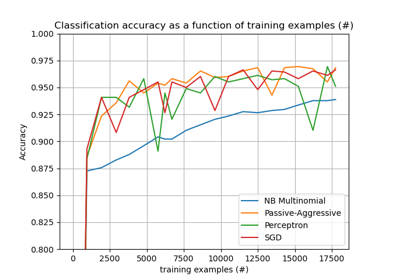 Classification accuracy as a function of training examples (#)
1.000
0.975
0.950
0.925
0.900
0.875
0.850
0.825
0.800
Accuracy
NB Multinomial
Passive-Aggressive
Perceptron
SGD
0 2500 5000 7500 10000 12500 15000 17500
training examples (#)